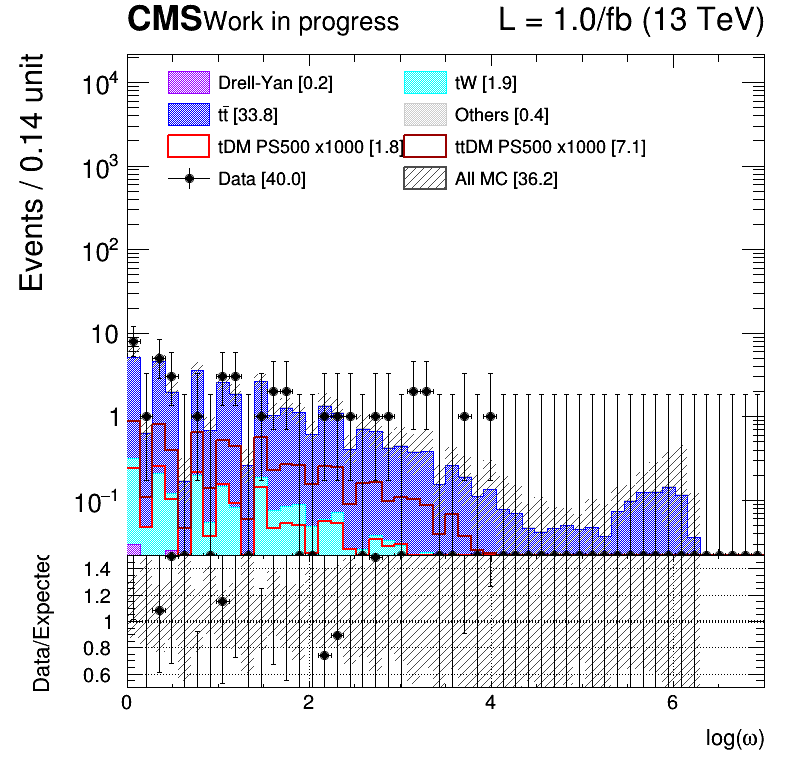 CMS Work in progress L = 1.0/fb (13 TeV)
Events / 0.14 unit
Drell-Yan [0.2]
tW [1.9]
tt̄ [33.8]
Others [0.4]
tDM PS500 x1000 [1.8]
ttDM PS500 x1000 [7.1]
Data [40.0]
All MC [36.2]
10⁴
10³
10²
10
1
10⁻¹
Data/Expected
1.4
1.2
1
0.8
0.6
0 2 4 6
log(ω)